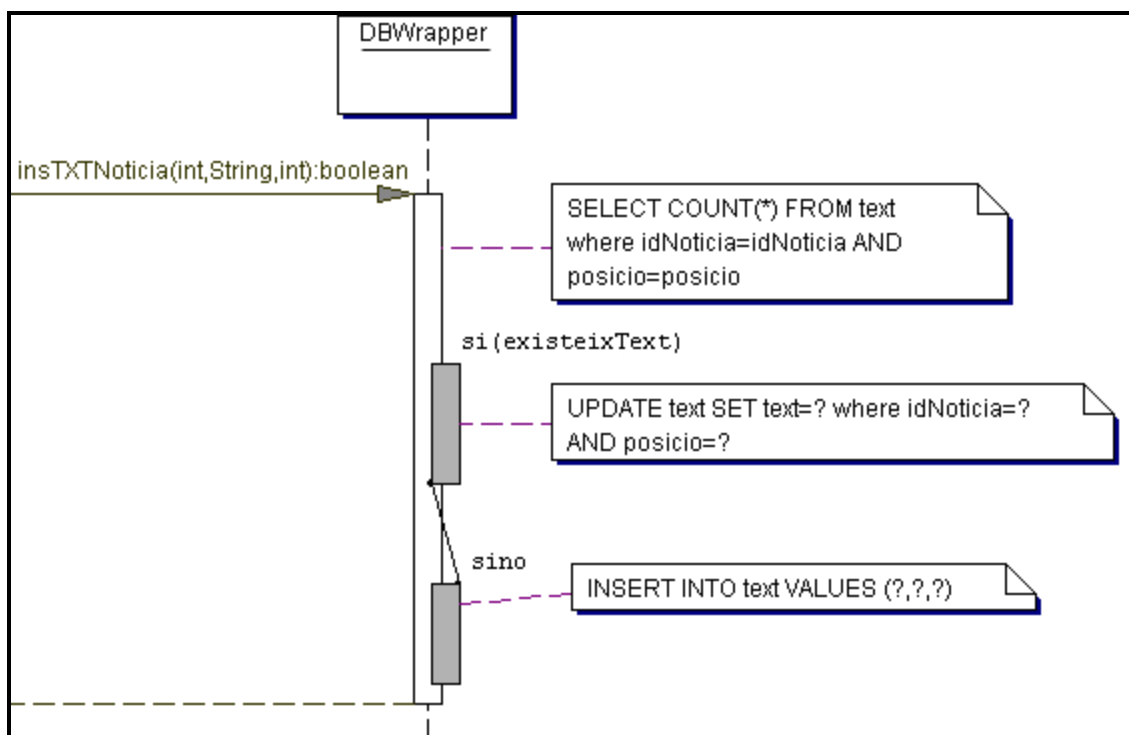 DBWrapper
insTXTNoticia(int,String,int):boolean
SELECT COUNT(*) FROM text
where idNoticia=idNoticia AND
posicio=posicio
si(existeixText)
UPDATE text SET text=? where idNoticia=?
AND posicio=?
sino
INSERT INTO text VALUES (?,?,?)